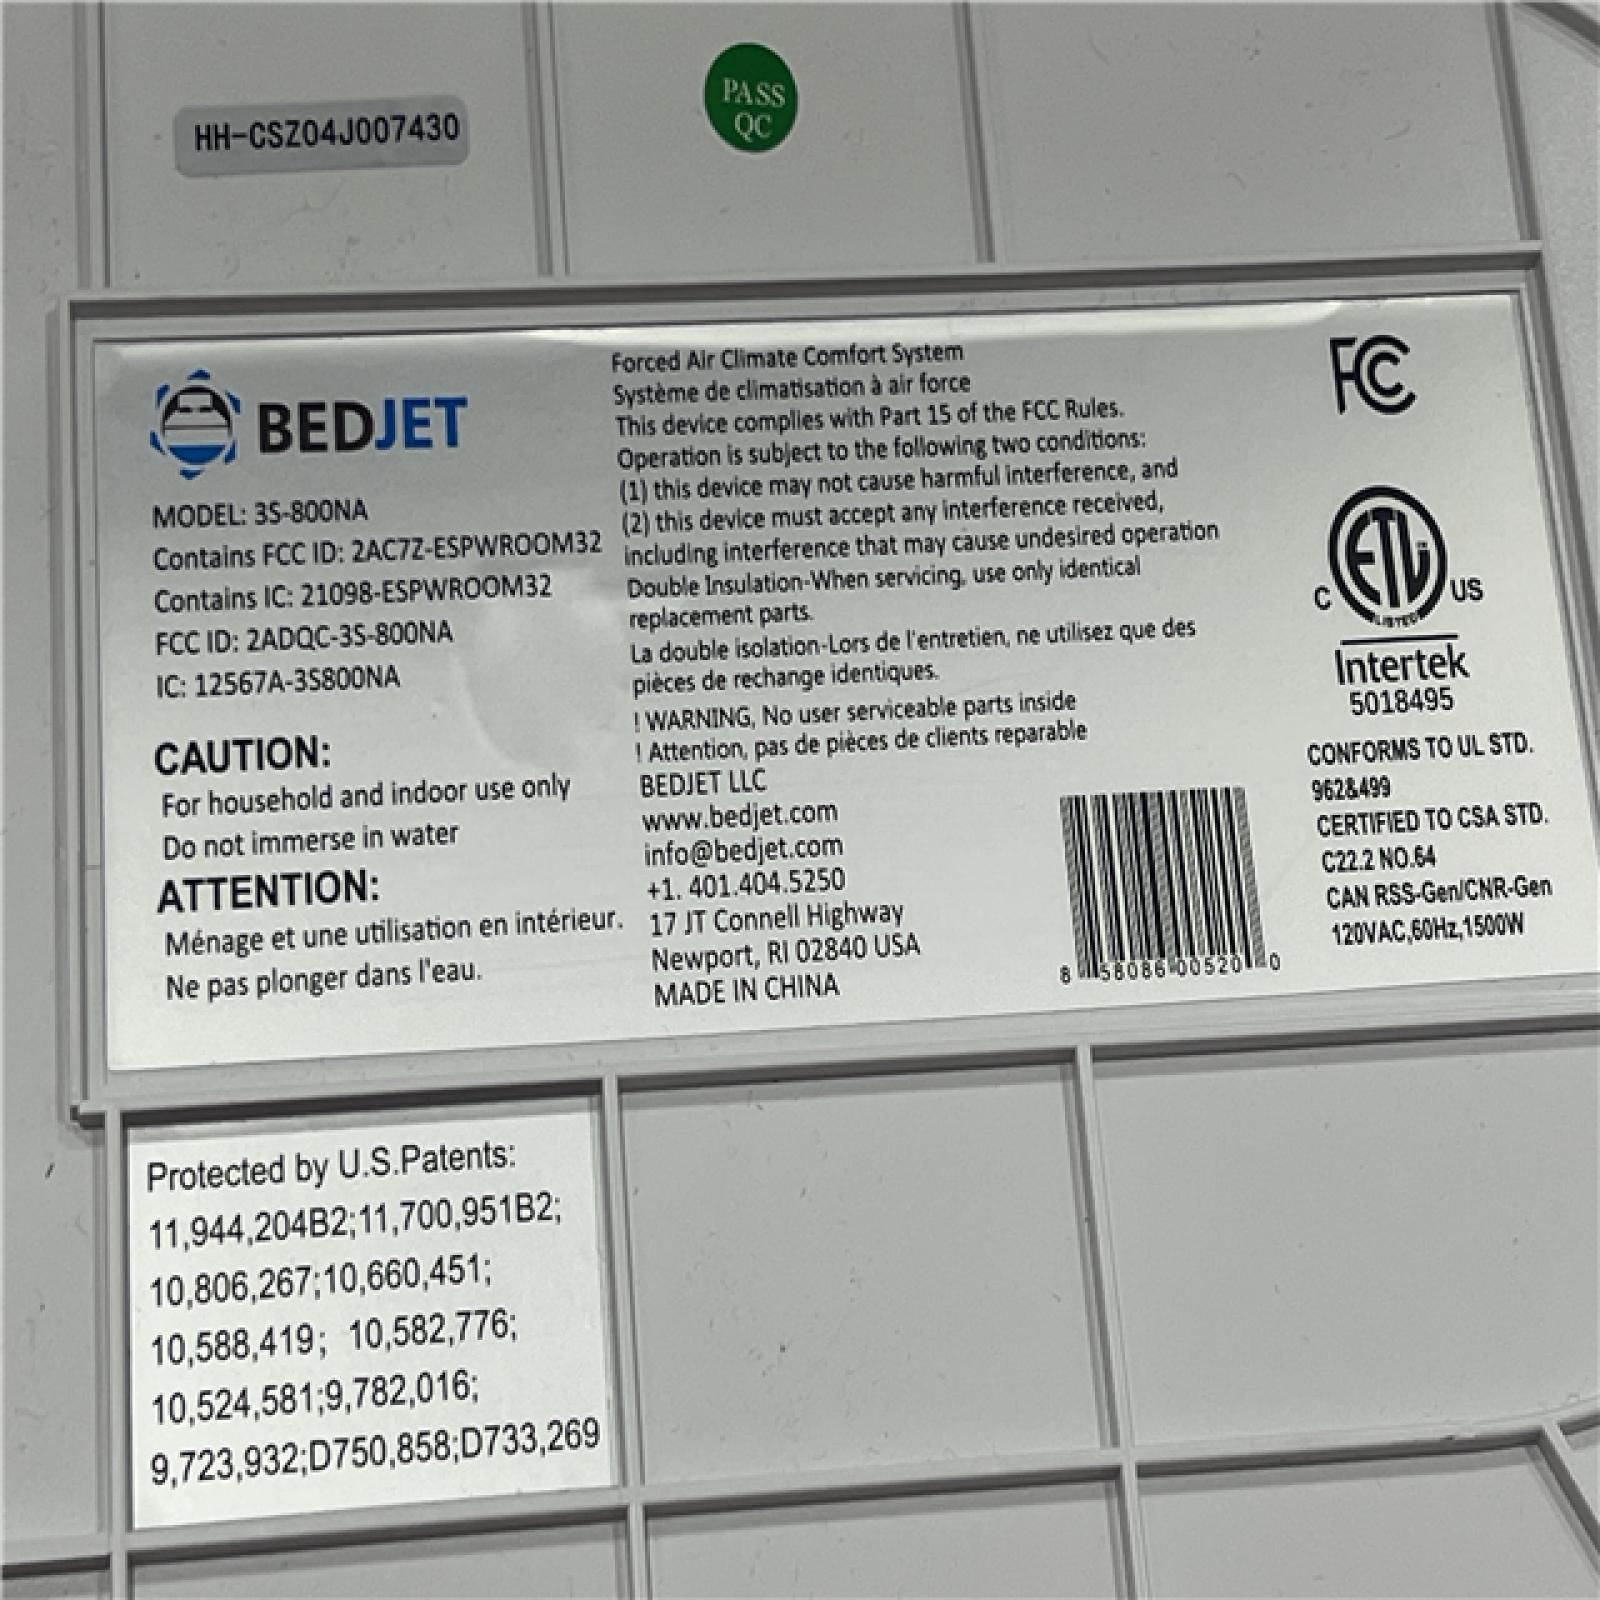 HH-CSZ04J007430
PASS
QC
BEDJET
MODEL: 3S-800NA
Contains FCC ID: 2AC7Z-ESPWROOM32
Contains IC: 21098-ESPWROOM32
FCC ID: 2ADQC-3S-800NA
IC: 12567A-3S800NA
CAUTION:
For household and indoor use only
Do not immerse in water
ATTENTION:
Ménage et une utilisation en intérieur.
Ne pas plonger dans l'eau.
Forced Air Climate Comfort System
Système de climatisation à air force
This device complies with Part 15 of the FCC Rules.
Operation is subject to the following two conditions:
(1) this device may not cause harmful interference, and
(2) this device must accept any interference received,
including interference that may cause undesired operation
Double Insulation-When servicing, use only identical
replacement parts.
La double isolation-Lors de l'entretien, ne utilisez que des
pièces de rechange identiques.
! WARNING, No user serviceable parts inside
! Attention, pas de pièces de clients reparable
BEDJET LLC
www.bedjet.com
info@bedjet.com
+1. 401.404.5250
17 JT Connell Highway
Newport, RI 02840 USA
MADE IN CHINA
8 58086 00520 0
FCC
ETL
LISTED
C US
Intertek
5018495
CONFORMS TO UL STD.
962&499
CERTIFIED TO CSA STD.
C22.2 NO.64
CAN RSS-Gen/CNR-Gen
120VAC,60Hz,1500W
Protected by U.S.Patents:
11,944,204B2;11,700,951B2;
10,806,267;10,660,451;
10,588,419; 10,582,776;
10,524,581;9,782,016;
9,723,932;D750,858;D733,269